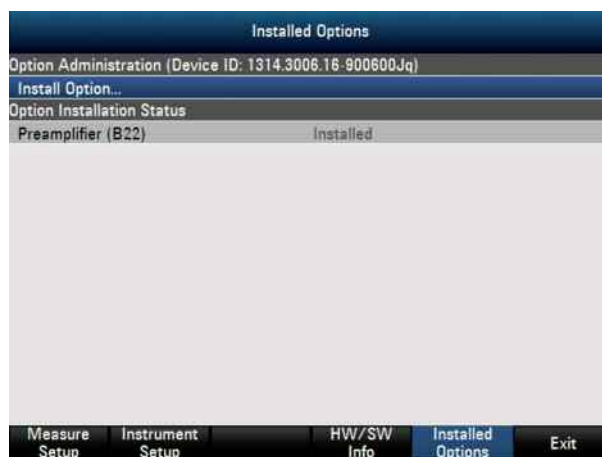 Installed Options
Option Administration (Device ID: 1314.3006.16-900600Jq)
Install Option...
Option Installation Status
Preamplifier (B22) Installed
Measure Setup Instrument Setup HW/SW Info Installed Options Exit